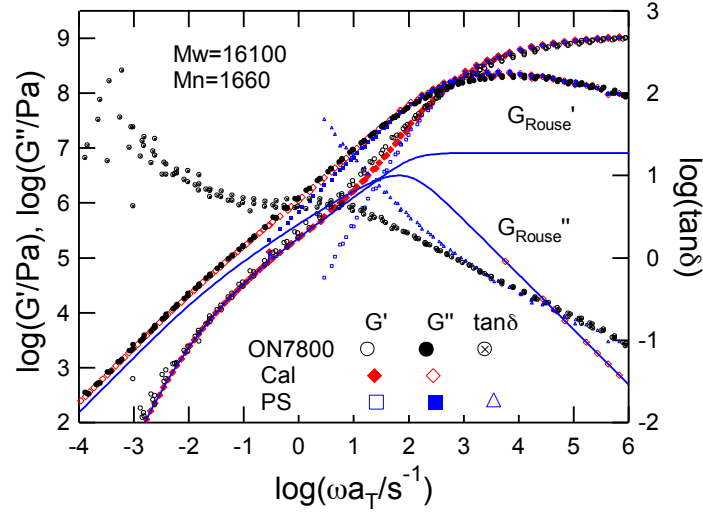 log(G'/Pa), log(G''/Pa)
9
8
7
6
5
4
3
2
Mw=16100
Mn=1660
G_Rouse'
G_Rouse''
G' G'' tanδ
ON7800
Cal
PS
3
2
1
0
-1
-2
log(tanδ)
-4 -3 -2 -1 0 1 2 3 4 5 6
log(ωa_T/s^-1)